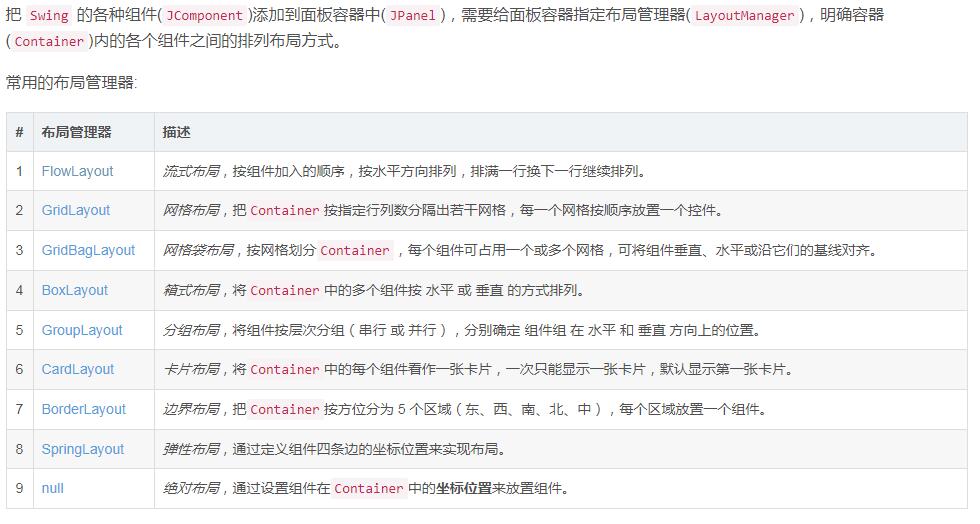 把 Swing 的各种组件(JComponent)添加到面板容器中(JPanel)，需要给面板容器指定布局管理器(LayoutManager)，明确容器
(Container)内的各个组件之间的排列布局方式。
常用的布局管理器:
# 布局管理器 描述
1 FlowLayout 流式布局，按组件加入的顺序，按水平方向排列，排满一行换下一行继续排列。
2 GridLayout 网格布局，把 Container 按指定行列数分隔出若干网格，每一个网格按顺序放置一个控件。
3 GridBagLayout 网格袋布局，按网格划分 Container ，每个组件可占用一个或多个网格，可将组件垂直、水平或沿它们的基线对齐。
4 BoxLayout 箱式布局，将 Container 中的多个组件按 水平 或 垂直 的方式排列。
5 GroupLayout 分组布局，将组件按层次分组（串行 或 并行），分别确定 组件组 在 水平 和 垂直 方向上的位置。
6 CardLayout 卡片布局，将 Container 中的每个组件看作一张卡片，一次只能显示一张卡片，默认显示第一张卡片。
7 BorderLayout 边界布局，把 Container 按方位分为 5 个区域（东、西、南、北、中），每个区域放置一个组件。
8 SpringLayout 弹性布局，通过定义组件四条边的坐标位置来实现布局。
9 null 绝对布局，通过设置组件在 Container 中的坐标位置来放置组件。